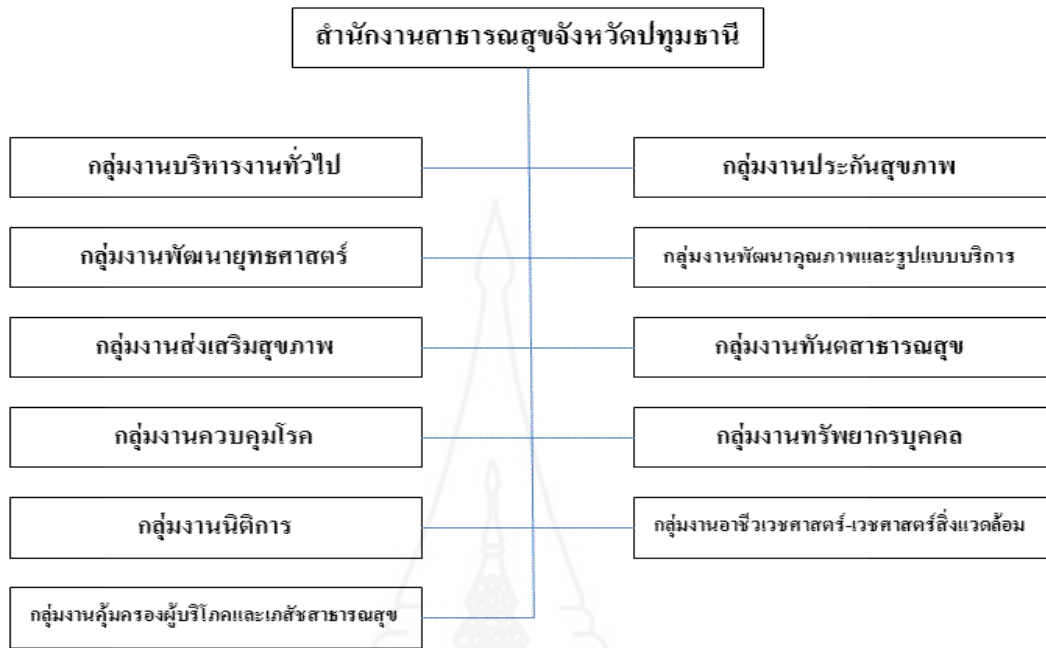 สำนักงานสาธารณสุขจังหวัดปทุมธานี
กลุ่มงานบริหารงานทั่วไป
กลุ่มงานประกันสุขภาพ
กลุ่มงานพัฒนายุทธศาสตร์
กลุ่มงานพัฒนาคุณภาพและรูปแบบบริการ
กลุ่มงานส่งเสริมสุขภาพ
กลุ่มงานทันตสาธารณสุข
กลุ่มงานควบคุมโรค
กลุ่มงานทรัพยากรบุคคล
กลุ่มงานนิติการ
กลุ่มงานอาชีวเวชศาสตร์-เวชศาสตร์สิ่งแวดล้อม
กลุ่มงานคุ้มครองผู้บริโภคและเภสัชสาธารณสุข